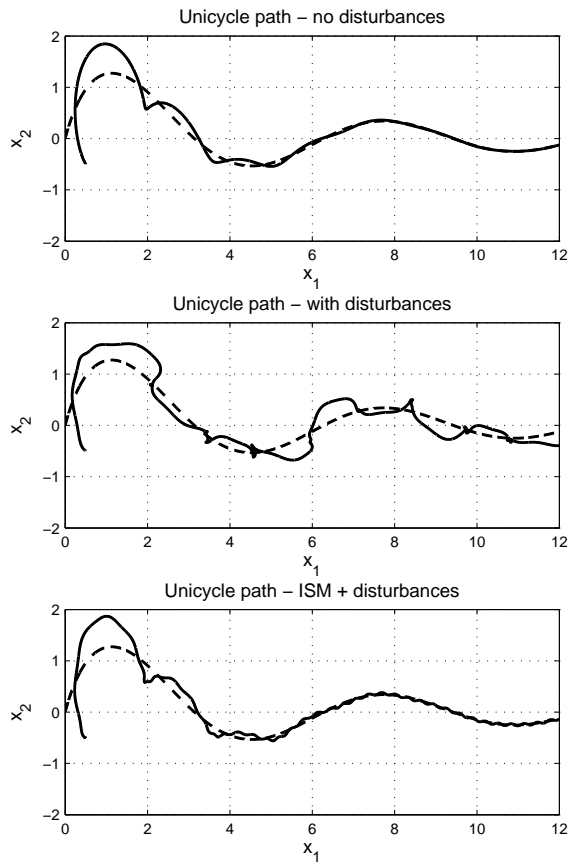 Unicycle path – no disturbances
2
1
0
−1
−2
x2
0 2 4 6 8 10 12
x1
Unicycle path – with disturbances
2
1
0
−1
−2
x2
0 2 4 6 8 10 12
x1
Unicycle path – ISM + disturbances
2
1
0
−1
−2
x2
0 2 4 6 8 10 12
x1